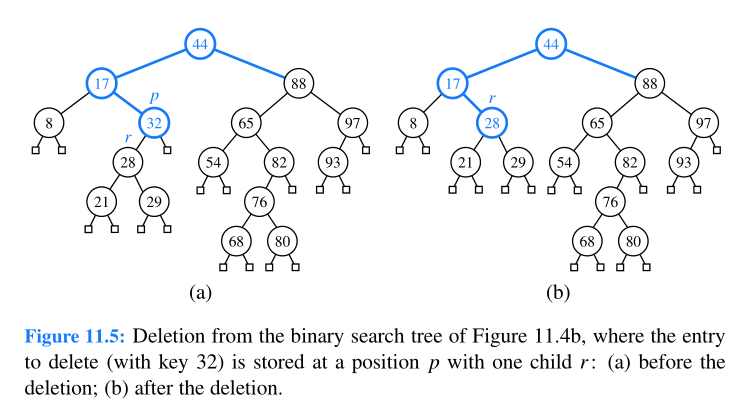 44 44
17 p 88 17 r 88
8 32 65 97 8 28 65 97
r 28 54 82 93 21 29 54 82 93
21 29 76 76
68 80 68 80
(a) (b)
Figure 11.5: Deletion from the binary search tree of Figure 11.4b, where the entry
to delete (with key 32) is stored at a position p with one child r: (a) before the
deletion; (b) after the deletion.